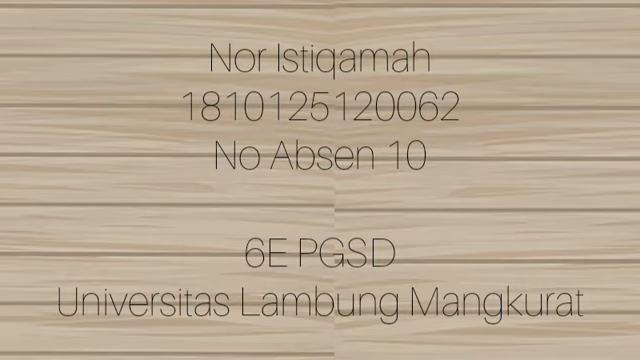 Nor Istiqamah
1810125120062
No Absen 10
6E PGSD
Universitas Lambung Mangkurat